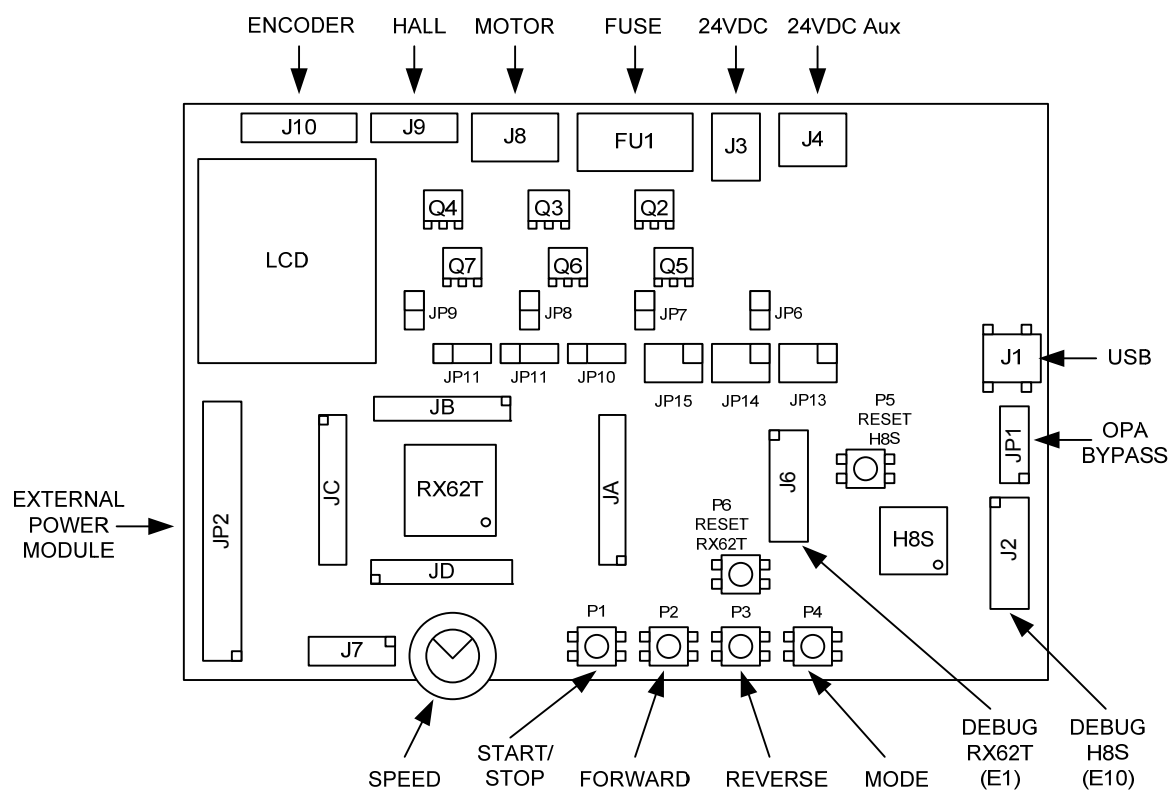 ENCODER
HALL
MOTOR
FUSE
24VDC
24VDC Aux
J10
J9
J8
FU1
J3
J4
Q4
Q3
Q2
LCD
Q7
Q6
Q5
JP9
JP8
JP7
JP6
J1
USB
JP11
JP11
JP10
JP15
JP14
JP13
JB
P5
RESET
H8S
JP1
OPA
BYPASS
JC
RX62T
JA
J6
EXTERNAL
POWER
MODULE
JP2
P6
RESET
RX62T
H8S
J2
JD
P1
P2
P3
P4
J7
SPEED
START/
STOP
FORWARD
REVERSE
MODE
DEBUG
RX62T
(E1)
DEBUG
H8S
(E10)